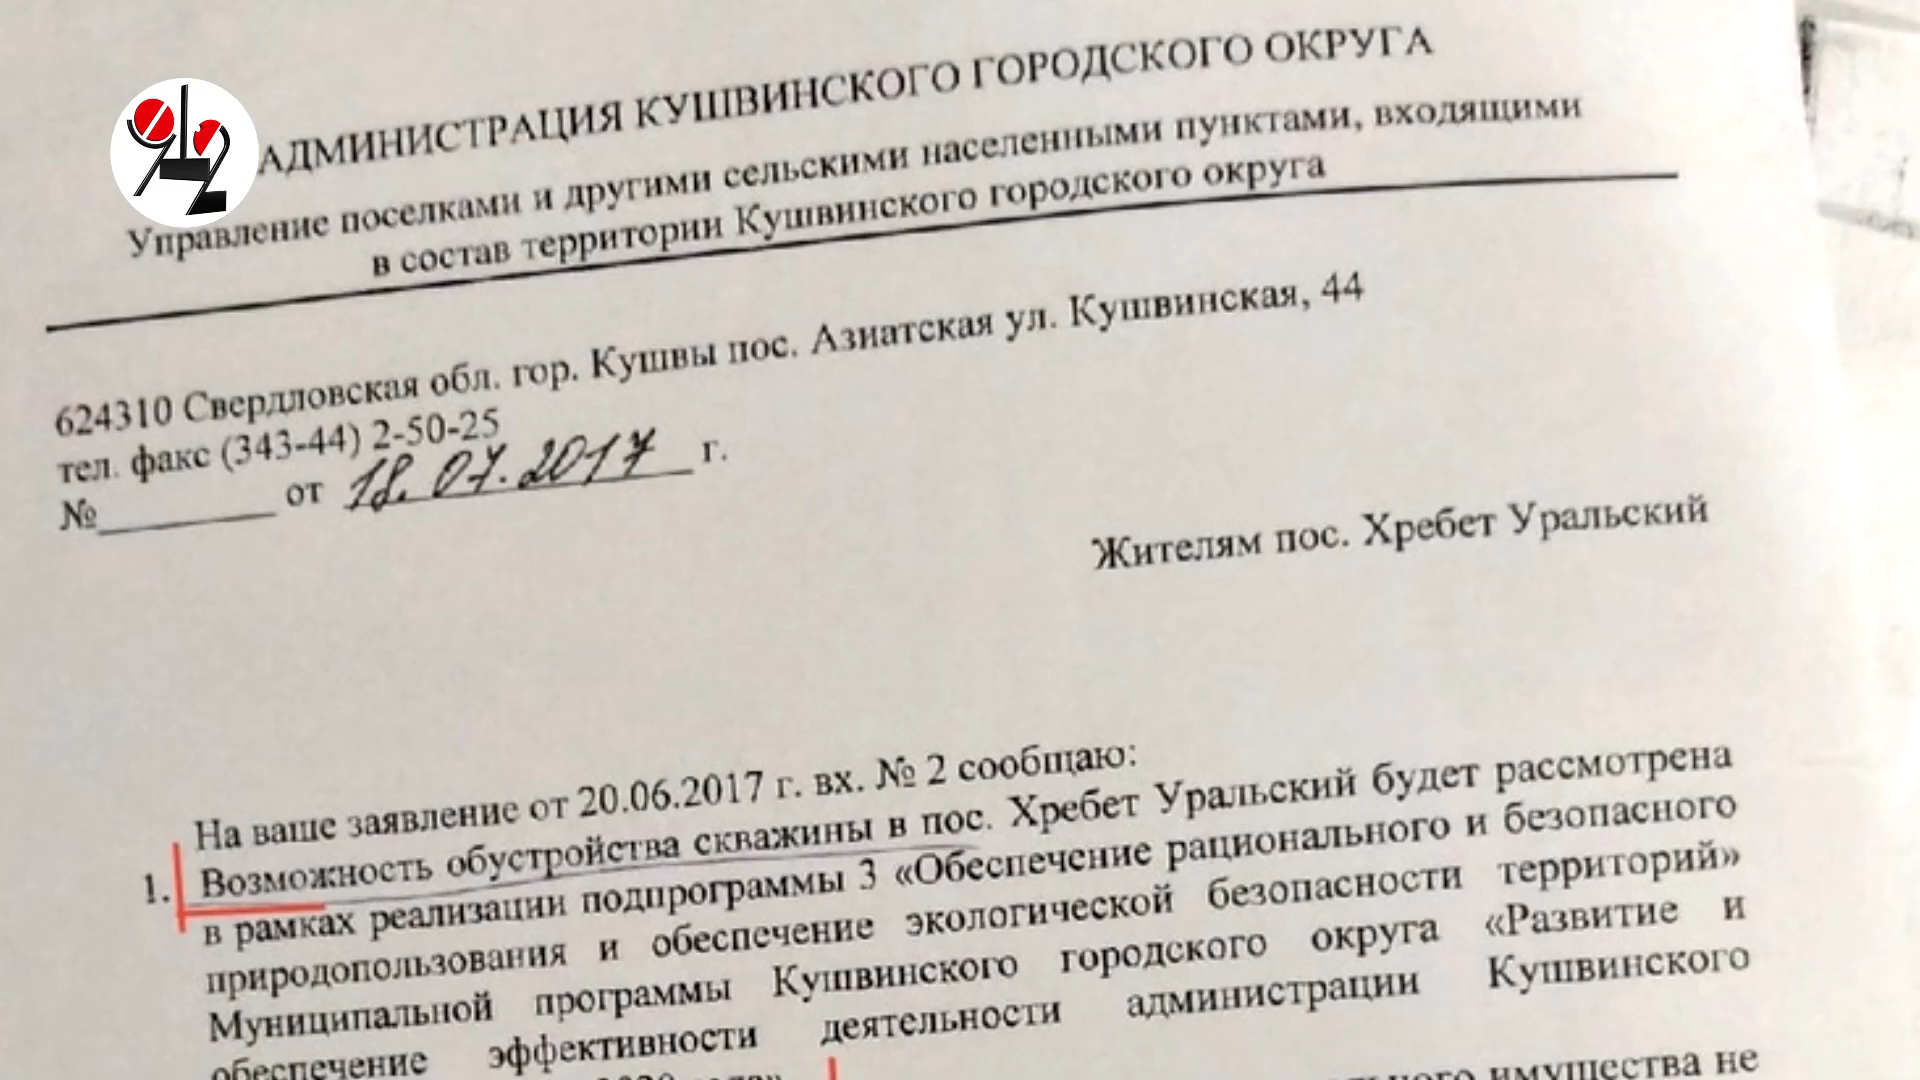 АДМИНИСТРАЦИЯ КУШВИНСКОГО ГОРОДСКОГО ОКРУГА
Управление поселками и другими сельскими населенными пунктами, входящими
в состав территории Кушвинского городского округа
624310 Свердловская обл. гор. Кушвы пос. Азиатская ул. Кушвинская, 44
тел. факс (343-44) 2-50-25
№_________ от 18.07.2017 г.
Жителям пос. Хребет Уральский
На ваше заявление от 20.06.2017 г. вх. № 2 сообщаю:
1. Возможность обустройства скважины в пос. Хребет Уральский будет рассмотрена
в рамках реализации подпрограммы 3 «Обеспечение рационального и безопасного
природопользования и обеспечение экологической безопасности территорий»
Муниципальной программы Кушвинского городского округа «Развитие и
обеспечение эффективности деятельности администрации Кушвинского
имущества не